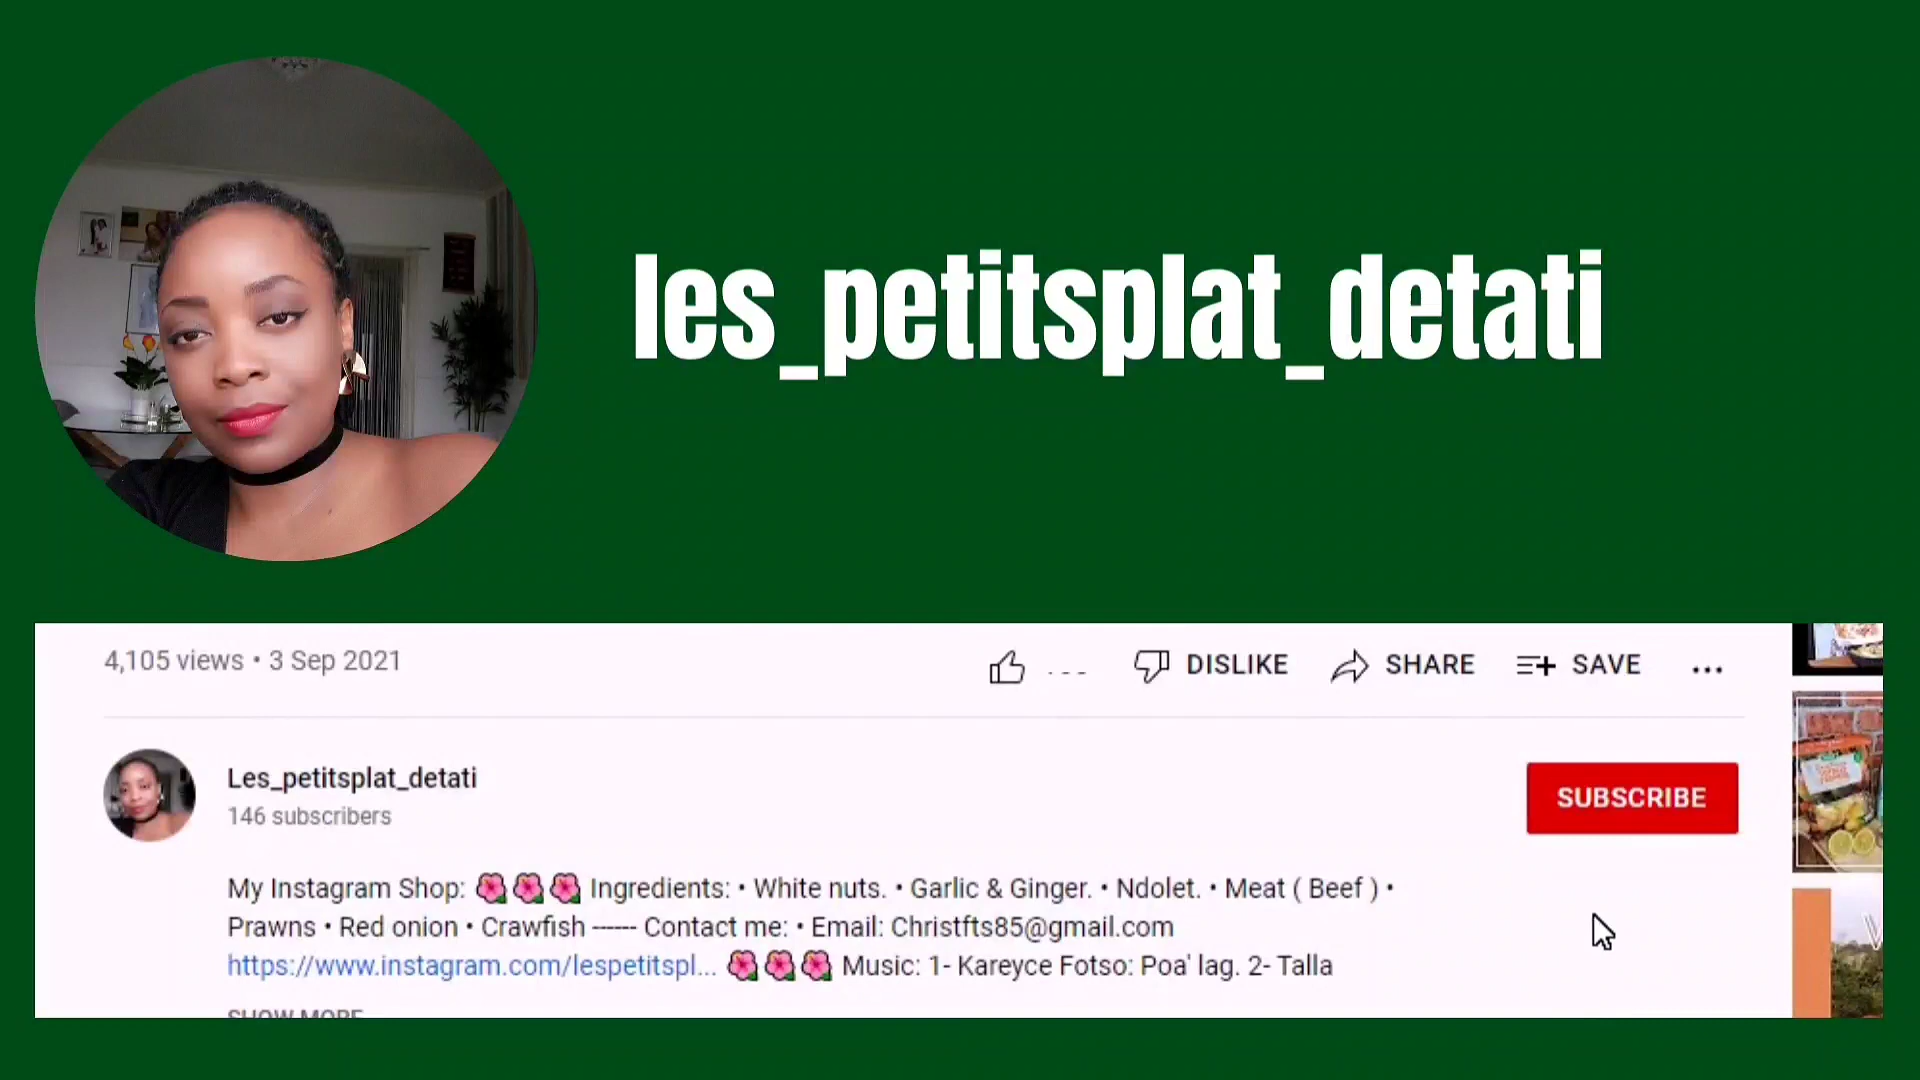 les_petitsplat_detati
4,105 views • 3 Sep 2021
DISLIKE
SHARE
SAVE
Les_petitsplat_detati
146 subscribers
SUBSCRIBE
My Instagram Shop: 🌺🌺🌺 Ingredients: • White nuts. • Garlic & Ginger. • Ndolet. • Meat ( Beef ) •
Prawns • Red onion • Crawfish ------ Contact me: • Email: Christfts85@gmail.com
https://www.instagram.com/lespetitspl... 🌺🌺🌺 Music: 1- Kareyce Fotso: Poa' lag. 2- Talla
SHOW MORE